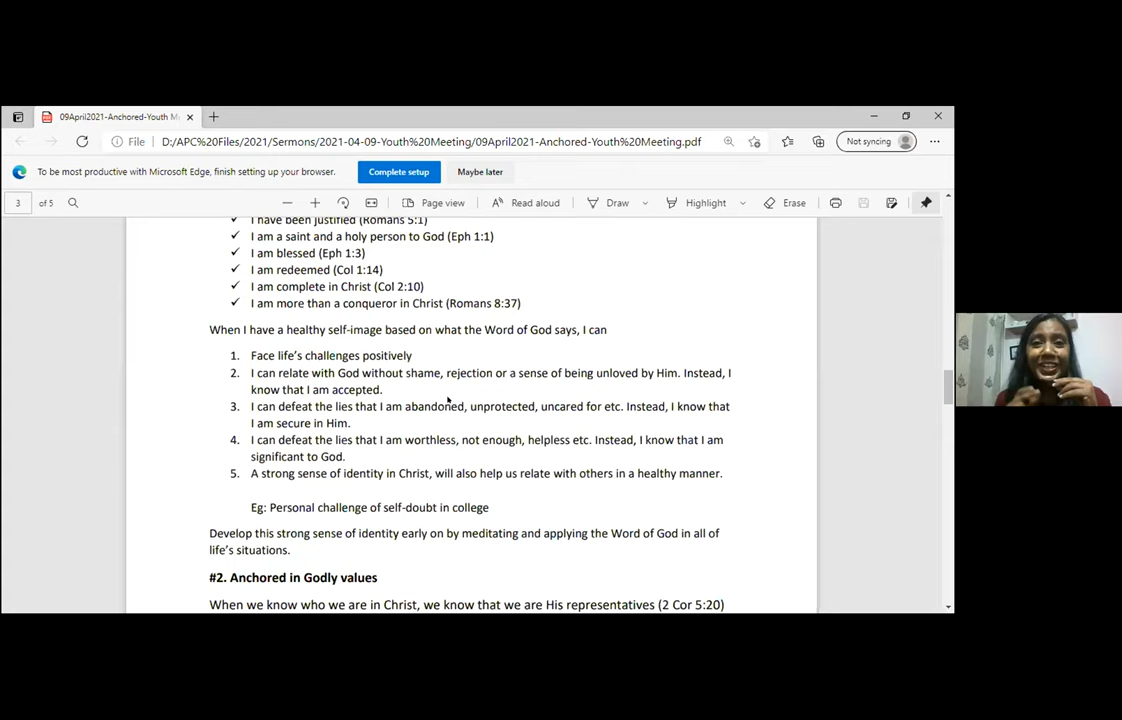 09April2021-Anchored-Youth M
File D:/APC%20Files/2021/Sermons/2021-04-09-Youth%20Meeting/09April2021-Anchored-Youth%20Meeting.pdf Not syncing
To be most productive with Microsoft Edge, finish setting up your browser. Complete setup Maybe later
3 of 5 Page view Read aloud Draw Highlight Erase
✓ I have been justified (Romans 5:1)
✓ I am a saint and a holy person to God (Eph 1:1)
✓ I am blessed (Eph 1:3)
✓ I am redeemed (Col 1:14)
✓ I am complete in Christ (Col 2:10)
✓ I am more than a conqueror in Christ (Romans 8:37)
When I have a healthy self-image based on what the Word of God says, I can
1. Face life's challenges positively
2. I can relate with God without shame, rejection or a sense of being unloved by Him. Instead, I
know that I am accepted.
3. I can defeat the lies that I am abandoned, unprotected, uncared for etc. Instead, I know that
I am secure in Him.
4. I can defeat the lies that I am worthless, not enough, helpless etc. Instead, I know that I am
significant to God.
5. A strong sense of identity in Christ, will also help us relate with others in a healthy manner.
Eg: Personal challenge of self-doubt in college
Develop this strong sense of identity early on by meditating and applying the Word of God in all of
life's situations.
#2. Anchored in Godly values
When we know who we are in Christ, we know that we are His representatives (2 Cor 5:20)